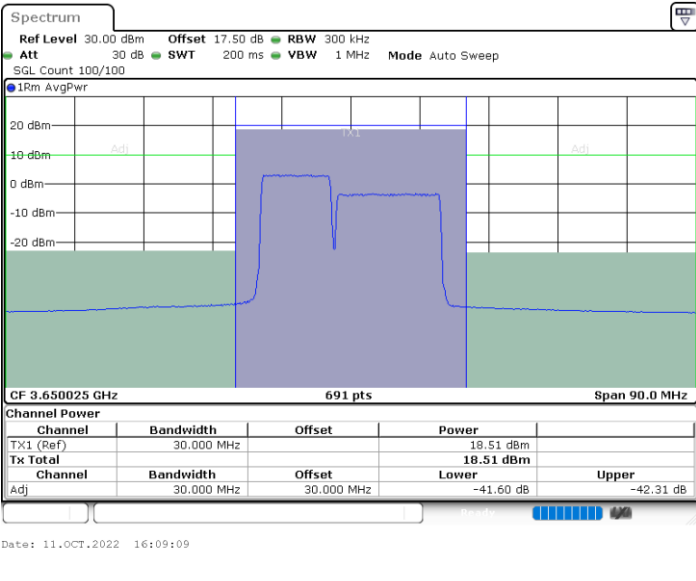 Spectrum
Ref Level 30.00 dBm Offset 17.50 dB RBW 300 kHz
Att 30 dB SWT 200 ms VBW 1 MHz Mode Auto Sweep
SGL Count 100/100
1Rm AvgPwr
TX1
20 dBm
Adj Adj
10 dBm
0 dBm
-10 dBm
-20 dBm
CF 3.650025 GHz 691 pts Span 90.0 MHz
Channel Power
Channel Bandwidth Offset Power
TX1 (Ref) 30.000 MHz 18.51 dBm
Tx Total 18.51 dBm
Channel Bandwidth Offset Lower Upper
Adj 30.000 MHz 30.000 MHz -41.60 dB -42.31 dB
Ready
Date: 11.OCT.2022 16:09:09